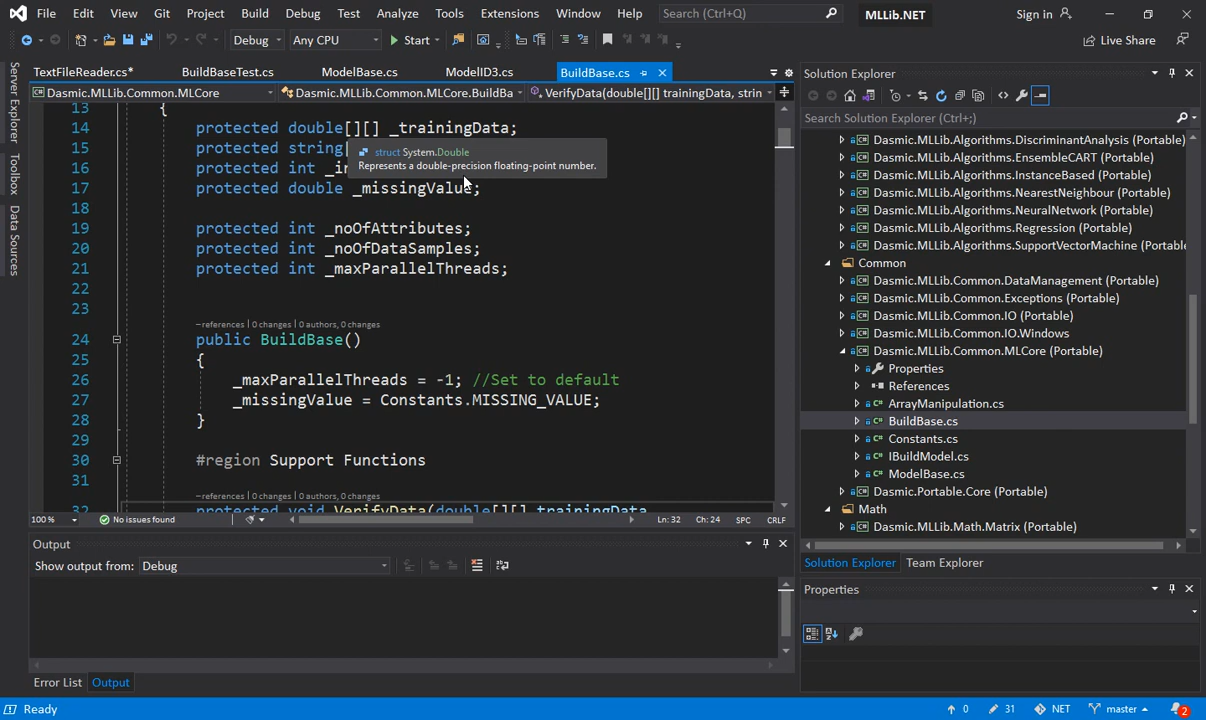 File Edit View Git Project Build Debug Test Analyze Tools Extensions Window Help Search (Ctrl+Q) MLLib.NET Sign in
Debug Any CPU Start Live Share
Server Explorer
Toolbox
Data Sources
TextFileReader.cs* BuildBaseTest.cs ModelBase.cs ModelID3.cs BuildBase.cs
Dasmic.MLLib.Common.MLCore Dasmic.MLLib.Common.MLCore.BuildBa VerifyData(double[][] trainingData, strin
13 {
14 protected double[][] _trainingData;
15 protected string[
16 protected int _i
17 protected double _missingValue;
struct System.Double
Represents a double-precision floating-point number.
18
19 protected int _noOfAttributes;
20 protected int _noOfDataSamples;
21 protected int _maxParallelThreads;
22
23
– references | 0 changes | 0 authors, 0 changes
24 public BuildBase()
25 {
26 _maxParallelThreads = -1; //Set to default
27 _missingValue = Constants.MISSING_VALUE;
28 }
29
30 #region Support Functions
31
– references | 0 changes | 0 authors, 0 changes
32 protected void VerifyData(double[][] trainingData,
100 % No issues found Ln: 32 Ch: 24 SPC CRLF
Output
Show output from: Debug
Error List Output
Solution Explorer
Search Solution Explorer (Ctrl+;)
Dasmic.MLLib.Algorithms.DiscriminantAnalysis (Portable)
Dasmic.MLLib.Algorithms.EnsembleCART (Portable)
Dasmic.MLLib.Algorithms.InstanceBased (Portable)
Dasmic.MLLib.Algorithms.NearestNeighbour (Portable)
Dasmic.MLLib.Algorithms.NeuralNetwork (Portable)
Dasmic.MLLib.Algorithms.Regression (Portable)
Dasmic.MLLib.Algorithms.SupportVectorMachine (Portable
Common
Dasmic.MLLib.Common.DataManagement (Portable)
Dasmic.MLLib.Common.Exceptions (Portable)
Dasmic.MLLib.Common.IO (Portable)
Dasmic.MLLib.Common.IO.Windows
Dasmic.MLLib.Common.MLCore (Portable)
Properties
References
ArrayManipulation.cs
BuildBase.cs
Constants.cs
IBuildModel.cs
ModelBase.cs
Dasmic.Portable.Core (Portable)
Math
Dasmic.MLLib.Math.Matrix (Portable)
Solution Explorer Team Explorer
Properties
Ready 0 31 NET master 2